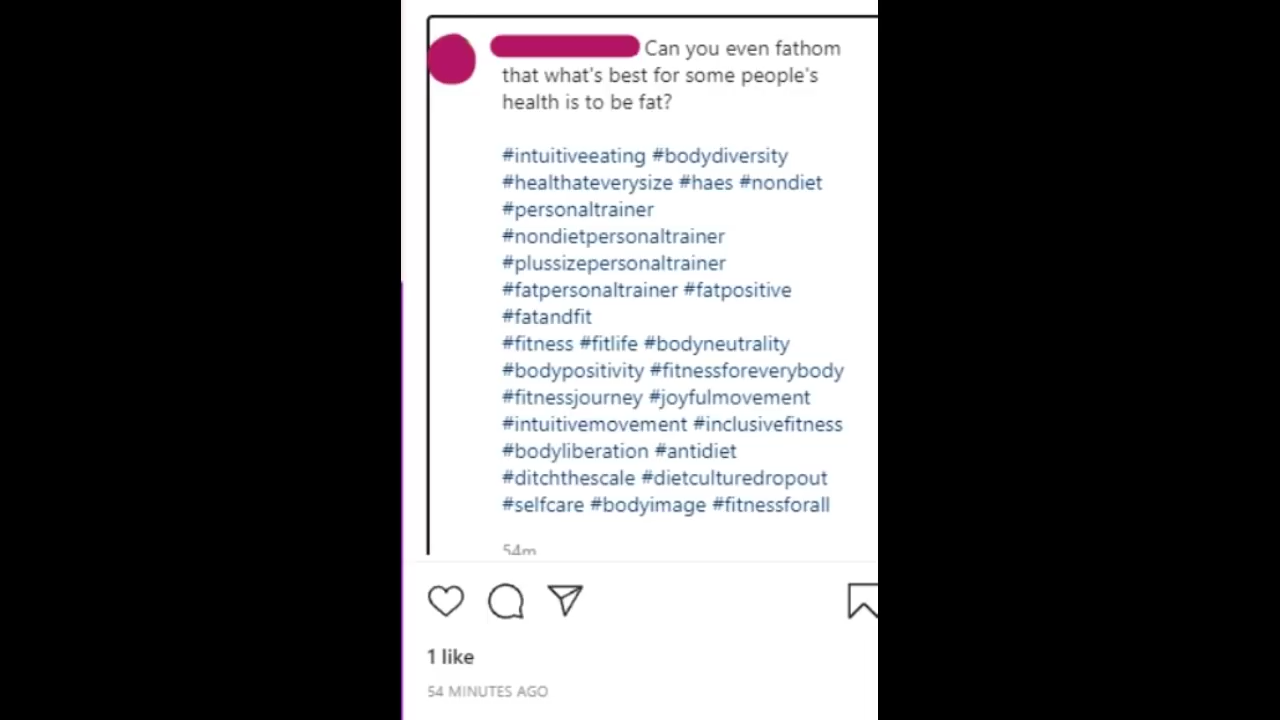 Can you even fathom
that what's best for some people's
health is to be fat?
#intuitiveeating #bodydiversity
#healthateverysize #haes #nondiet
#personaltrainer
#nondietpersonaltrainer
#plussizepersonaltrainer
#fatpersonaltrainer #fatpositive
#fatandfit
#fitness #fitlife #bodyneutrality
#bodypositivity #fitnessforeverybody
#fitnessjourney #joyfulmovement
#intuitivemovement #inclusivefitness
#bodyliberation #antidiet
#ditchthescale #dietculturedropout
#selfcare #bodyimage #fitnessforall
54m
1 like
54 MINUTES AGO